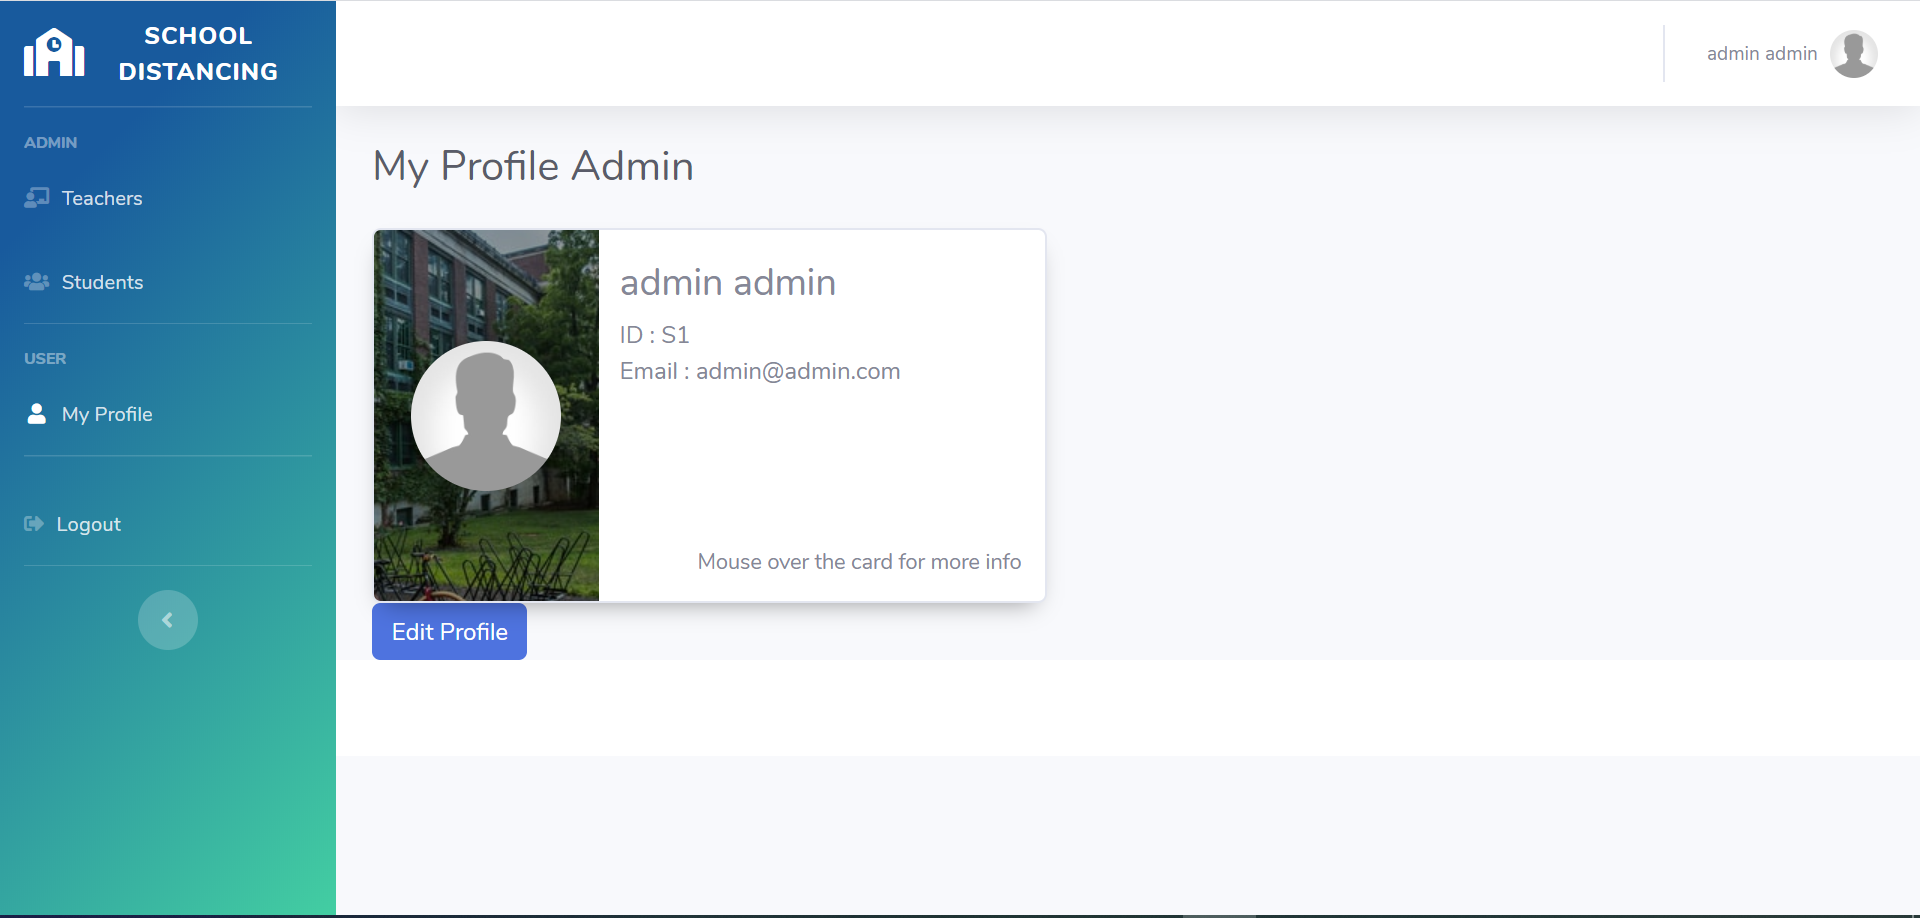 SCHOOL
DISTANCING
ADMIN
Teachers
Students
USER
My Profile
Logout
admin admin
My Profile Admin
admin admin
ID : S1
Email : admin@admin.com
Mouse over the card for more info
Edit Profile